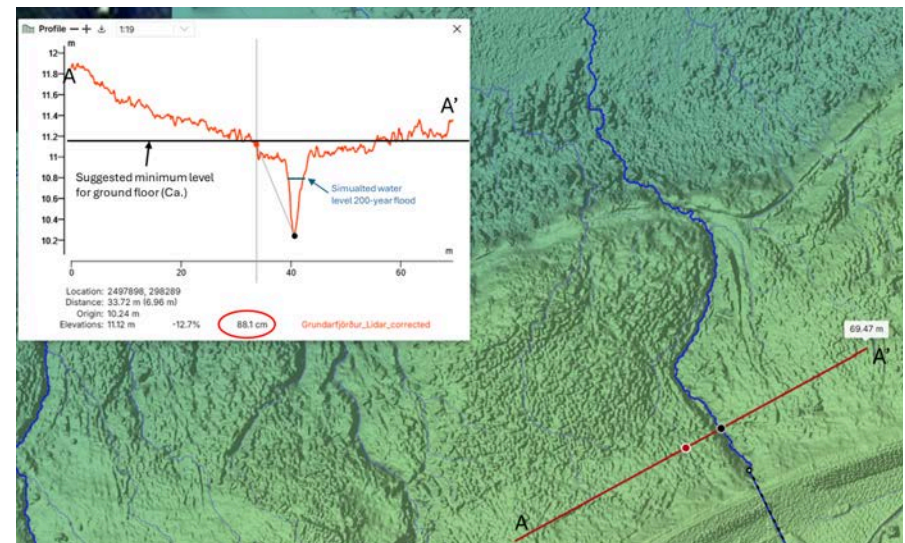 Profile 1:19
m
12
11.8
11.6
11.4
11.2
11
10.8
10.6
10.4
10.2
A
A'
Suggested minimum level
for ground floor (Ca.)
Simualted water
level 200-year flood
m
0 20 40 60
Location: 2497898, 298289
Distance: 33.72 m (6.96 m)
Origin: 10.24 m
Elevations: 11.12 m -12.7% 88.1 cm Grundarfjörður_Lidar_corrected
69.47 m
A'
A